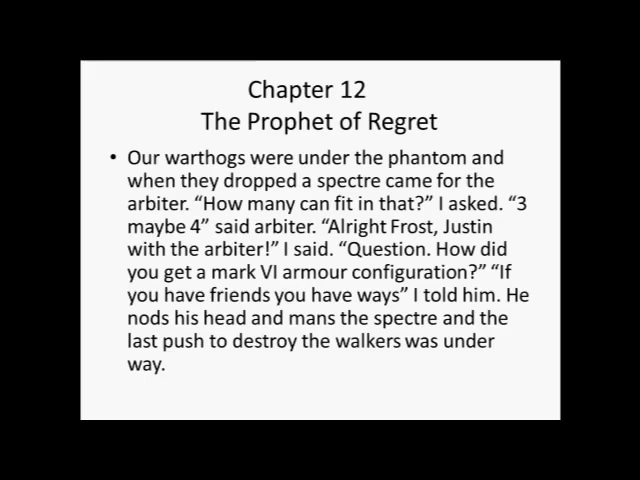 Chapter 12
The Prophet of Regret
• Our warthogs were under the phantom and
when they dropped a spectre came for the
arbiter. “How many can fit in that?” I asked. “3
maybe 4” said arbiter. “Alright Frost, Justin
with the arbiter!” I said. “Question. How did
you get a mark VI armour configuration?” “If
you have friends you have ways” I told him. He
nods his head and mans the spectre and the
last push to destroy the walkers was under
way.